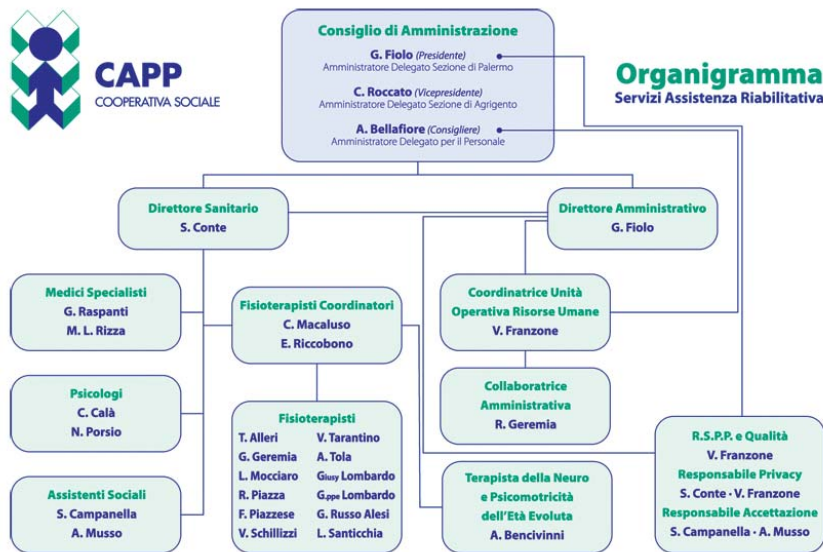 CAPP
COOPERATIVA SOCIALE
Consiglio di Amministrazione
G. Fiolo (Presidente)
Amministratore Delegato Sezione di Palermo
C. Roccato (Vicepresidente)
Amministratore Delegato Sezione di Agrigento
A. Bellafiore (Consigliere)
Amministratore Delegato per il Personale
Organigramma
Servizi Assistenza Riabilitativa
Direttore Sanitario
S. Conte
Direttore Amministrativo
G. Fiolo
Medici Specialisti
G. Raspanti
M. L. Rizza
Fisioterapisti Coordinatori
C. Macaluso
E. Riccobono
Coordinatrice Unità
Operativa Risorse Umane
V. Franzone
Psicologi
C. Calà
N. Porsio
Collaboratrice
Amministrativa
R. Geremia
Fisioterapisti
T. Alleri
G. Geremia
L. Mocciaro
R. Piazza
F. Piazzese
V. Schillizzi
V. Tarantino
A. Tola
Giusy Lombardo
G.ppe Lombardo
G. Russo Alesi
L. Santicchia
Assistenti Sociali
S. Campanella
A. Musso
Terapista della Neuro
e Psicomotricità
dell'Età Evoluta
A. Bencivinni
R.S.P.P. e Qualità
V. Franzone
Responsabile Privacy
S. Conte · V. Franzone
Responsabile Accettazione
S. Campanella · A. Musso